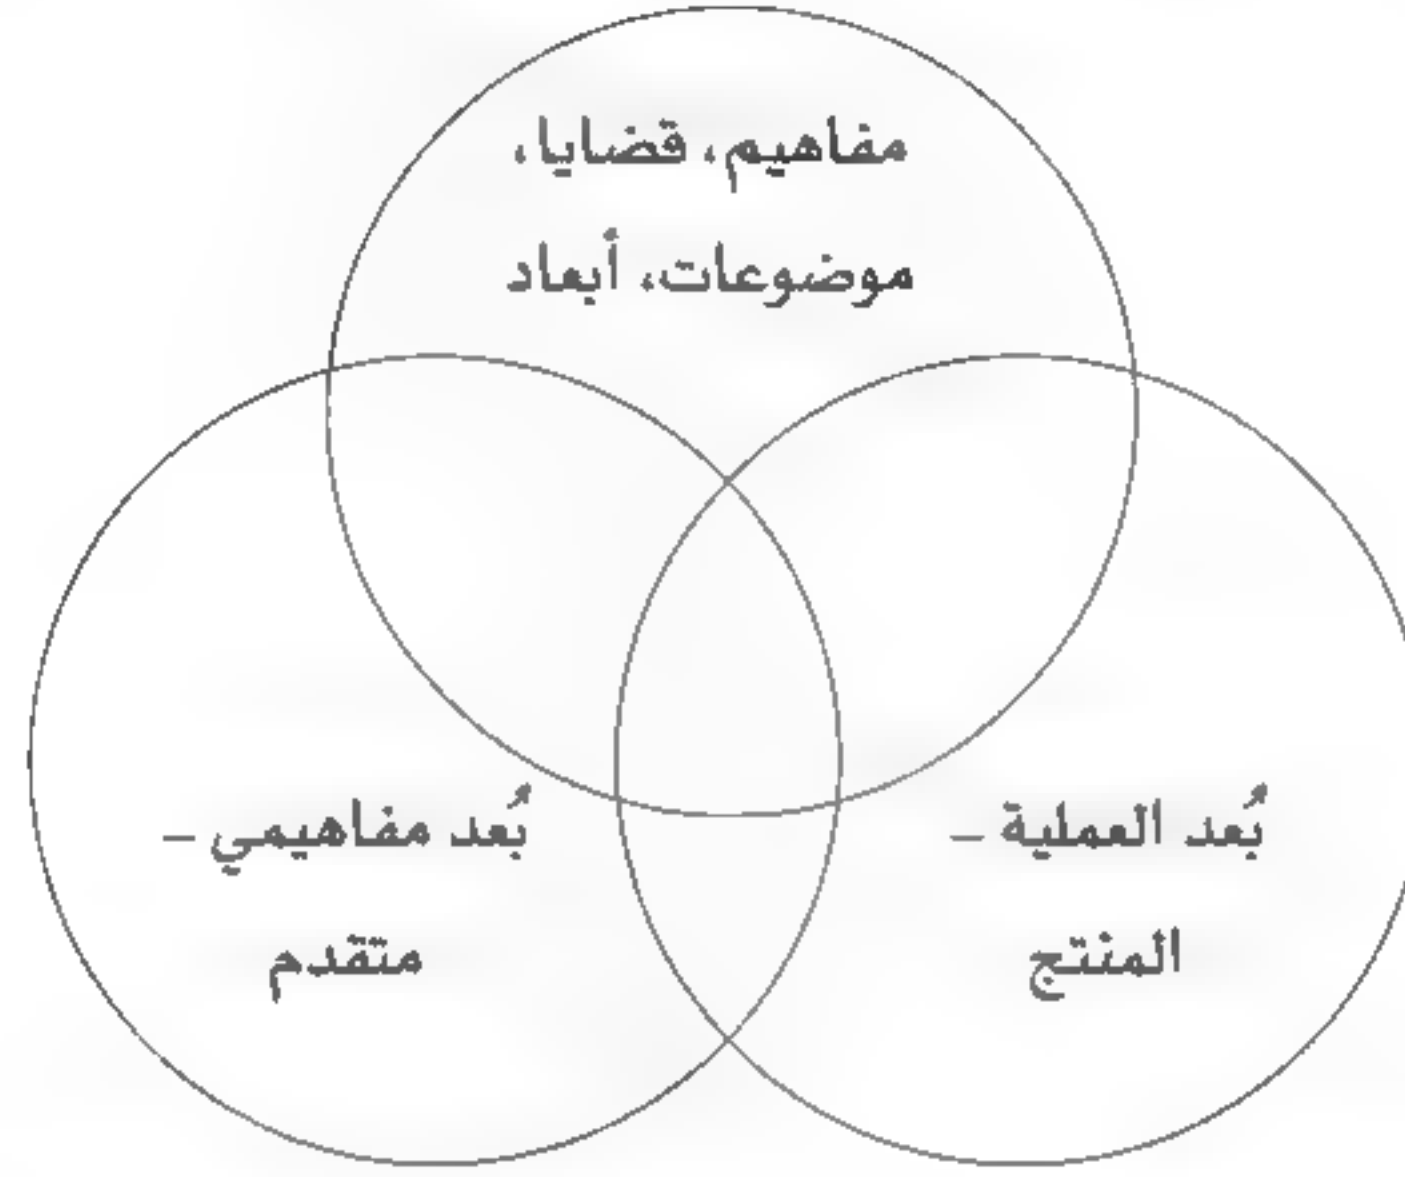 مفاهيم، قضايا،
موضوعات، أبعاد
بُعد العملية –
المنتج
بُعد مفاهيمي –
متقدم